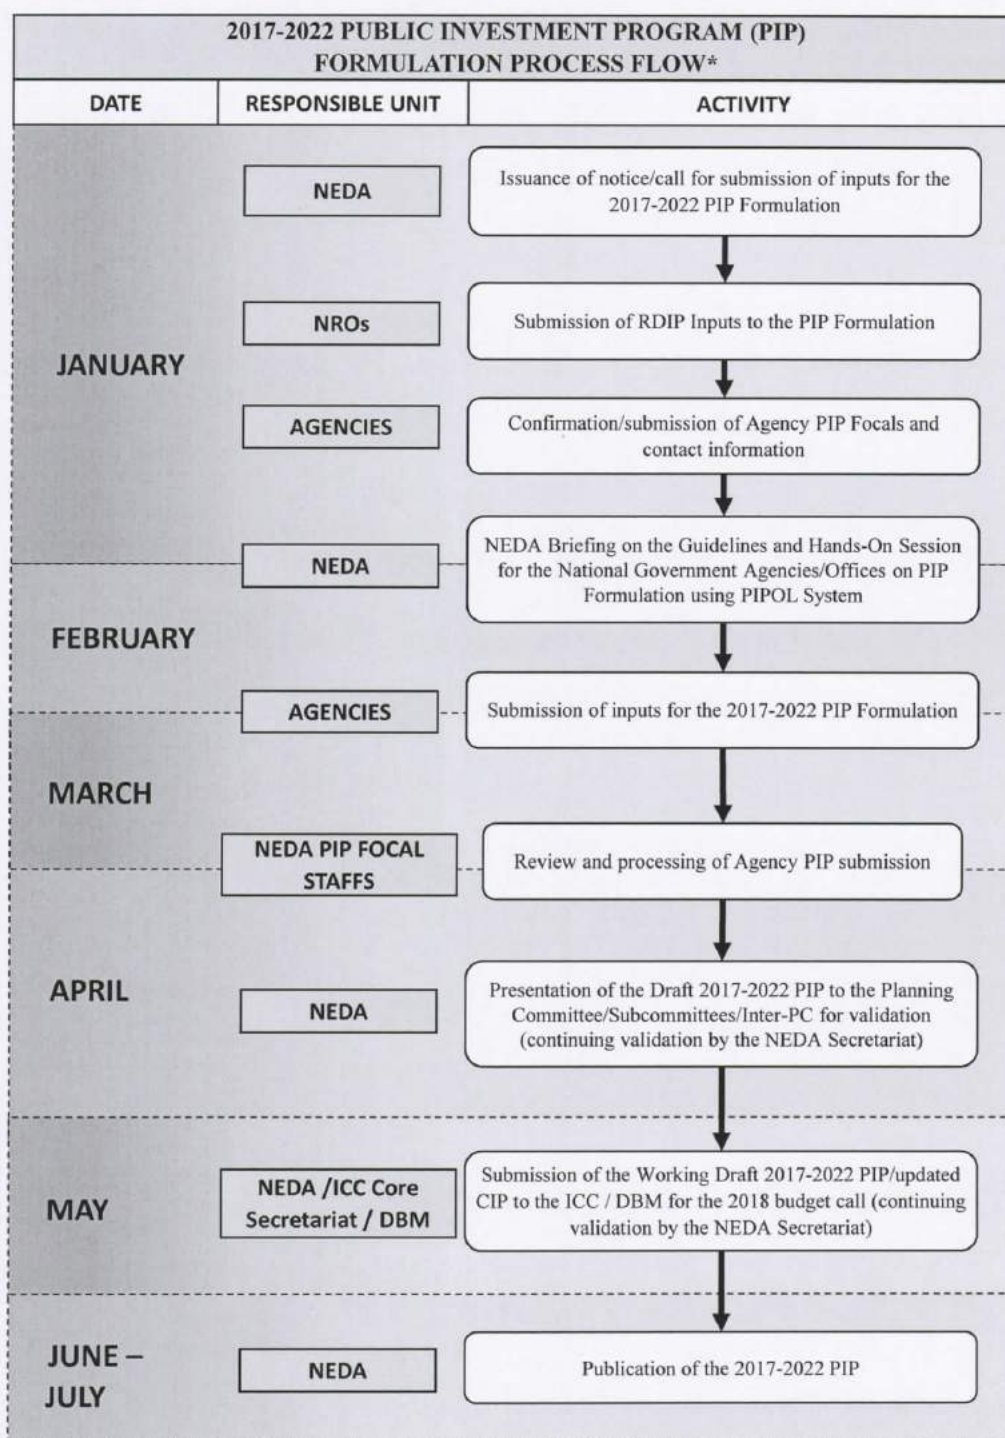 2017-2022 PUBLIC INVESTMENT PROGRAM (PIP)
FORMULATION PROCESS FLOW*
DATE
RESPONSIBLE UNIT
ACTIVITY
JANUARY
NEDA
Issuance of notice/call for submission of inputs for the
2017-2022 PIP Formulation
NROs
Submission of RDIP Inputs to the PIP Formulation
AGENCIES
Confirmation/submission of Agency PIP Focals and
contact information
NEDA
NEDA Briefing on the Guidelines and Hands-On Session
for the National Government Agencies/Offices on PIP
Formulation using PIPOL System
FEBRUARY
AGENCIES
Submission of inputs for the 2017-2022 PIP Formulation
MARCH
NEDA PIP FOCAL
STAFFS
Review and processing of Agency PIP submission
APRIL
NEDA
Presentation of the Draft 2017-2022 PIP to the Planning
Committee/Subcommittees/Inter-PC for validation
(continuing validation by the NEDA Secretariat)
MAY
NEDA /ICC Core
Secretariat / DBM
Submission of the Working Draft 2017-2022 PIP/updated
CIP to the ICC / DBM for the 2018 budget call (continuing
validation by the NEDA Secretariat)
JUNE –
JULY
NEDA
Publication of the 2017-2022 PIP